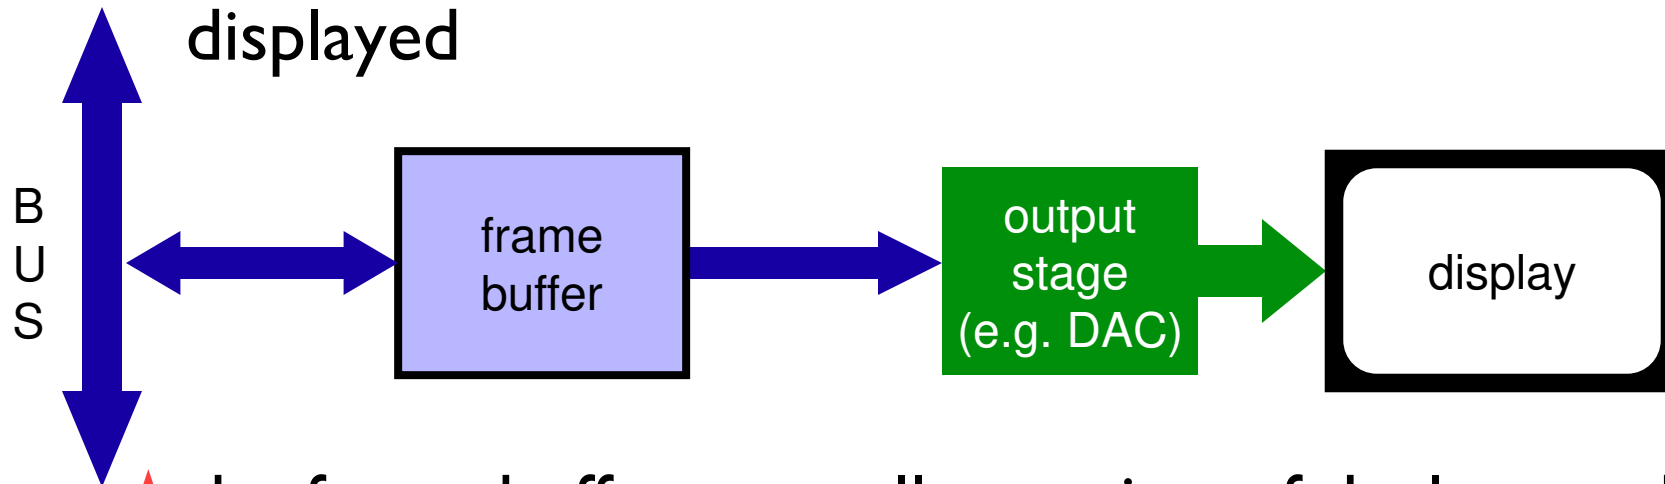 displayed
B
U
S
frame
buffer
output
stage
(e.g. DAC)
display